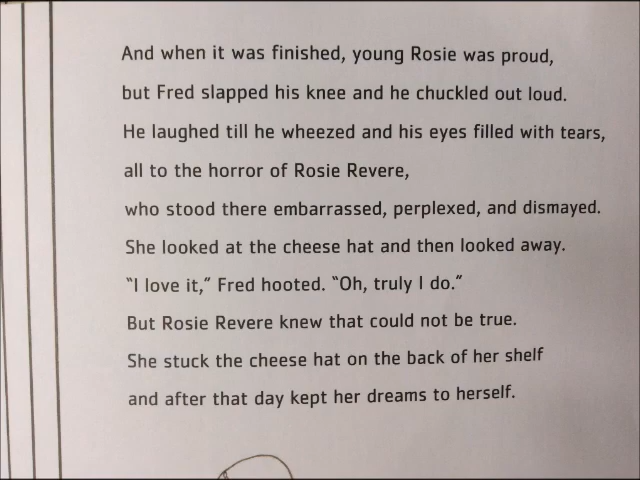 And when it was finished, young Rosie was proud,
but Fred slapped his knee and he chuckled out loud.
He laughed till he wheezed and his eyes filled with tears,
all to the horror of Rosie Revere,
who stood there embarrassed, perplexed, and dismayed.
She looked at the cheese hat and then looked away.
“I love it,” Fred hooted. “Oh, truly I do.”
But Rosie Revere knew that could not be true.
She stuck the cheese hat on the back of her shelf
and after that day kept her dreams to herself.